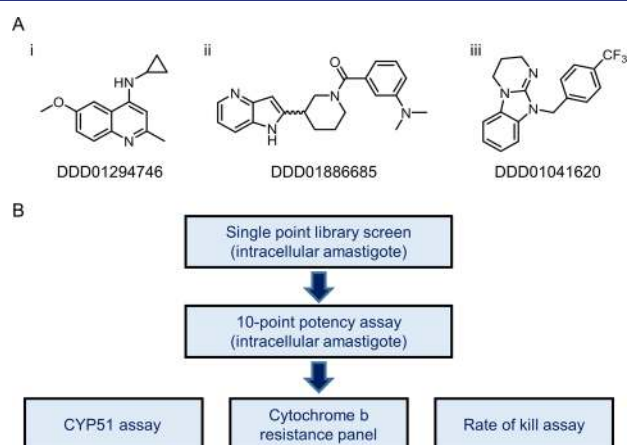 A
i
ii
iii
HN
O
N
O
N
H
N
N
N
N
N
CF3
DDD01294746
DDD01886685
DDD01041620
B
Single point library screen
(intracellular amastigote)
10-point potency assay
(intracellular amastigote)
CYP51 assay
Cytochrome b
resistance panel
Rate of kill assay